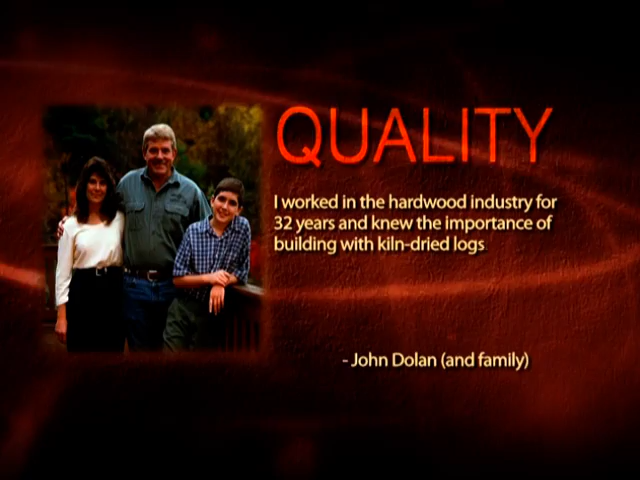 QUALITY
I worked in the hardwood industry for
32 years and knew the importance of
building with kiln-dried logs
- John Dolan (and family)